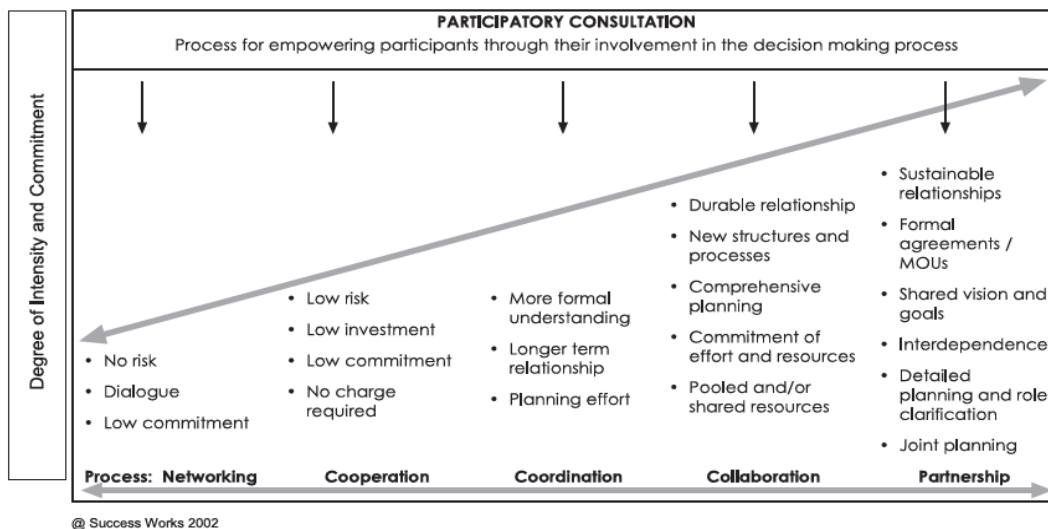 PARTICIPATORY CONSULTATION
Process for empowering participants through their involvement in the decision making process
Degree of Intensity and Commitment
• No risk
• Dialogue
• Low commitment
• Low risk
• Low investment
• Low commitment
• No charge
required
• More formal
understanding
• Longer term
relationship
• Planning effort
• Durable relationship
• New structures and
processes
• Comprehensive
planning
• Commitment of
effort and resources
• Pooled and/or
shared resources
• Sustainable
relationships
• Formal
agreements /
MOUs
• Shared vision and
goals
• Interdependence
• Detailed
planning and role
clarification
• Joint planning
Process: Networking Cooperation Coordination Collaboration Partnership
@ Success Works 2002